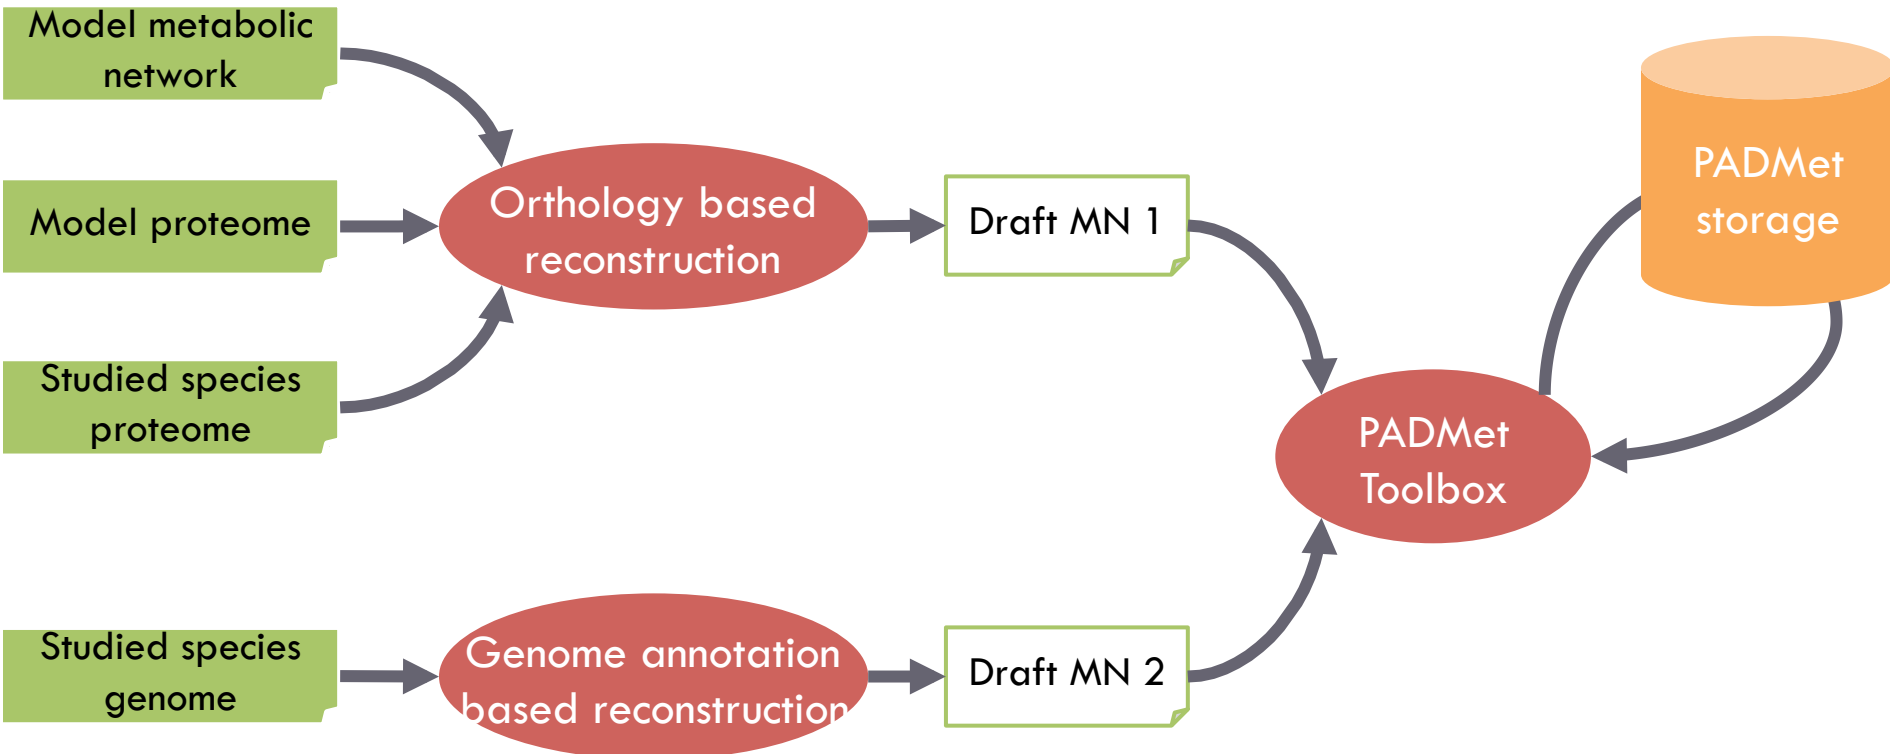 Model metabolic
network
Model proteome
Studied species
proteome
Orthology based
reconstruction
Draft MN 1
PADMet
storage
PADMet
Toolbox
Studied species
genome
Genome annotation
based reconstruction
Draft MN 2